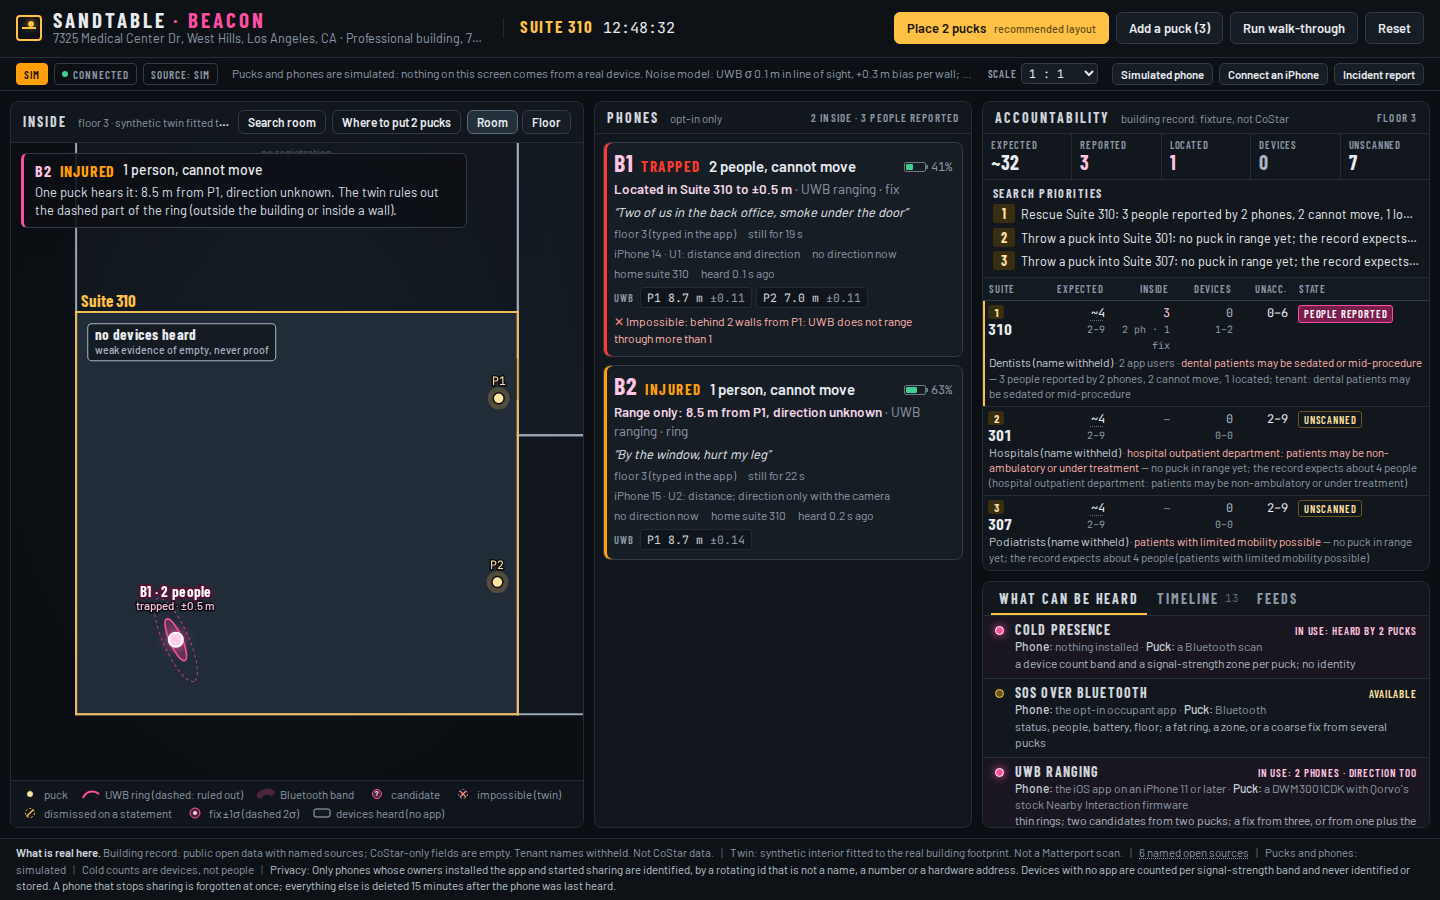 SANDTABLE · BEACON
7325 Medical Center Dr, West Hills, Los Angeles, CA · Professional building, 7...
SUITE 310 12:48:32
Place 2 pucks recommended layout
Add a puck (3)
Run walk-through
Reset
SIM
CONNECTED
SOURCE: SIM
Pucks and phones are simulated: nothing on this screen comes from a real device. Noise model: UWB σ 0.1 m in line of sight, +0.3 m bias per wall; ...
SCALE 1 : 1
Simulated phone
Connect an iPhone
Incident report
INSIDE floor 3 · synthetic twin fitted t...
Search room
Where to put 2 pucks
Room
Floor
no registration
B2 INJURED 1 person, cannot move
One puck hears it: 8.5 m from P1, direction unknown. The twin rules out
the dashed part of the ring (outside the building or inside a wall).
Suite 310
no devices heard
weak evidence of empty, never proof
P1
P2
B1 · 2 people
trapped · ±0.5 m
puck
UWB ring (dashed: ruled out)
Bluetooth band
candidate
impossible (twin)
dismissed on a statement
fix ±1σ (dashed 2σ)
devices heard (no app)
PHONES opt-in only
2 INSIDE · 3 PEOPLE REPORTED
B1 TRAPPED 2 people, cannot move 41%
Located in Suite 310 to ±0.5 m · UWB ranging · fix
"Two of us in the back office, smoke under the door"
floor 3 (typed in the app) still for 19 s
iPhone 14 · U1: distance and direction no direction now
home suite 310 heard 0.1 s ago
UWB P1 8.7 m ±0.11 P2 7.0 m ±0.11
✕ Impossible: behind 2 walls from P1: UWB does not range
through more than 1
B2 INJURED 1 person, cannot move 63%
Range only: 8.5 m from P1, direction unknown · UWB
ranging · ring
"By the window, hurt my leg"
floor 3 (typed in the app) still for 22 s
iPhone 15 · U2: distance; direction only with the camera
no direction now home suite 310 heard 0.2 s ago
UWB P1 8.7 m ±0.14
ACCOUNTABILITY building record: fixture, not CoStar FLOOR 3
EXPECTED REPORTED LOCATED DEVICES UNSCANNED
~32 3 1 0 7
SEARCH PRIORITIES
1 Rescue Suite 310: 3 people reported by 2 phones, 2 cannot move, 1 lo...
2 Throw a puck into Suite 301: no puck in range yet; the record expects...
3 Throw a puck into Suite 307: no puck in range yet; the record expects...
SUITE EXPECTED INSIDE DEVICES UNACC. STATE
1 ~4 3 0 0–6 PEOPLE REPORTED
310 2–9 2 ph · 1 1–2
fix
Dentists (name withheld) · 2 app users · dental patients may be sedated or mid-procedure
— 3 people reported by 2 phones, 2 cannot move, 1 located; tenant: dental patients may
be sedated or mid-procedure
2 ~4 – 0 2–9 UNSCANNED
301 2–9 0–0
Hospitals (name withheld) · hospital outpatient department: patients may be non-
ambulatory or under treatment — no puck in range yet; the record expects about 4 people
(hospital outpatient department: patients may be non-ambulatory or under treatment)
3 ~4 – 0 2–9 UNSCANNED
307 2–9 0–0
Podiatrists (name withheld) · patients with limited mobility possible — no puck in range
yet; the record expects about 4 people (patients with limited mobility possible)
WHAT CAN BE HEARD
TIMELINE 13
FEEDS
COLD PRESENCE IN USE: HEARD BY 2 PUCKS
Phone: nothing installed · Puck: a Bluetooth scan
a device count band and a signal-strength zone per puck; no identity
SOS OVER BLUETOOTH AVAILABLE
Phone: the opt-in occupant app · Puck: Bluetooth
status, people, battery, floor; a fat ring, a zone, or a coarse fix from several
pucks
UWB RANGING IN USE: 2 PHONES · DIRECTION TOO
Phone: the iOS app on an iPhone 11 or later · Puck: a DWM3001CDK with Qorvo's
stock Nearby Interaction firmware
thin rings; two candidates from two pucks; a fix from three, or from one plus the
What is real here. Building record: public open data with named sources; CoStar-only fields are empty. Tenant names withheld. Not CoStar data. | Twin: synthetic interior fitted to the real building footprint. Not a Matterport scan. | 6 named open sources | Pucks and phones:
simulated | Cold counts are devices, not people | Privacy: Only phones whose owners installed the app and started sharing are identified, by a rotating id that is not a name, a number or a hardware address. Devices with no app are counted per signal-strength band and never identified or
stored. A phone that stops sharing is forgotten at once; everything else is deleted 15 minutes after the phone was last heard.